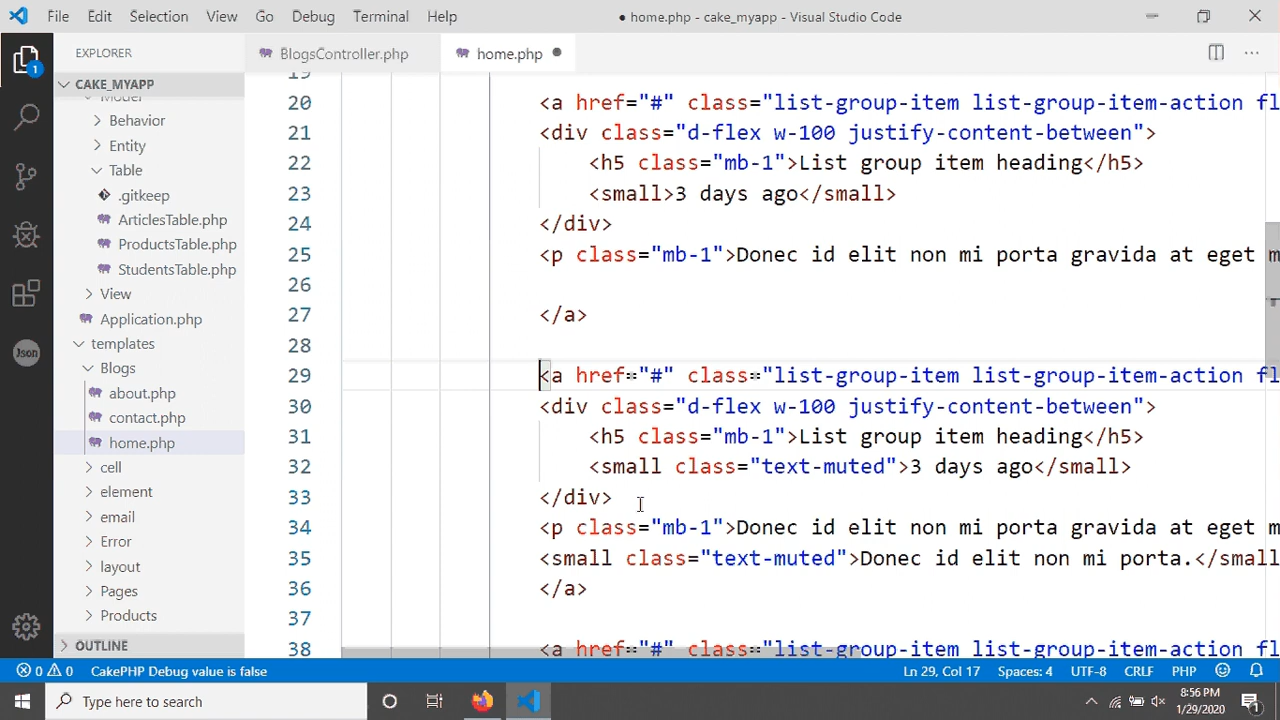 File Edit Selection View Go Debug Terminal Help ● home.php - cake_myapp - Visual Studio Code
EXPLORER
BlogsController.php home.php
1
CAKE_MYAPP
Model
Behavior
Entity
Table
.gitkeep
ArticlesTable.php
ProductsTable.php
StudentsTable.php
View
Application.php
templates
Blogs
about.php
contact.php
home.php
cell
element
email
Error
layout
Pages
Products
OUTLINE
Json
19
20 <a href="#" class="list-group-item list-group-item-action fl
21 <div class="d-flex w-100 justify-content-between">
22 <h5 class="mb-1">List group item heading</h5>
23 <small>3 days ago</small>
24 </div>
25 <p class="mb-1">Donec id elit non mi porta gravida at eget m
26
27 </a>
28
29 <a href="#" class="list-group-item list-group-item-action fl
30 <div class="d-flex w-100 justify-content-between">
31 <h5 class="mb-1">List group item heading</h5>
32 <small class="text-muted">3 days ago</small>
33 </div>
34 <p class="mb-1">Donec id elit non mi porta gravida at eget m
35 <small class="text-muted">Donec id elit non mi porta.</small
36 </a>
37
38 <a href="#" class="list-group-item list-group-item-action fl
0 0 CakePHP Debug value is false Ln 29, Col 17 Spaces: 4 UTF-8 CRLF PHP
Type here to search
8:56 PM
1/29/2020
1